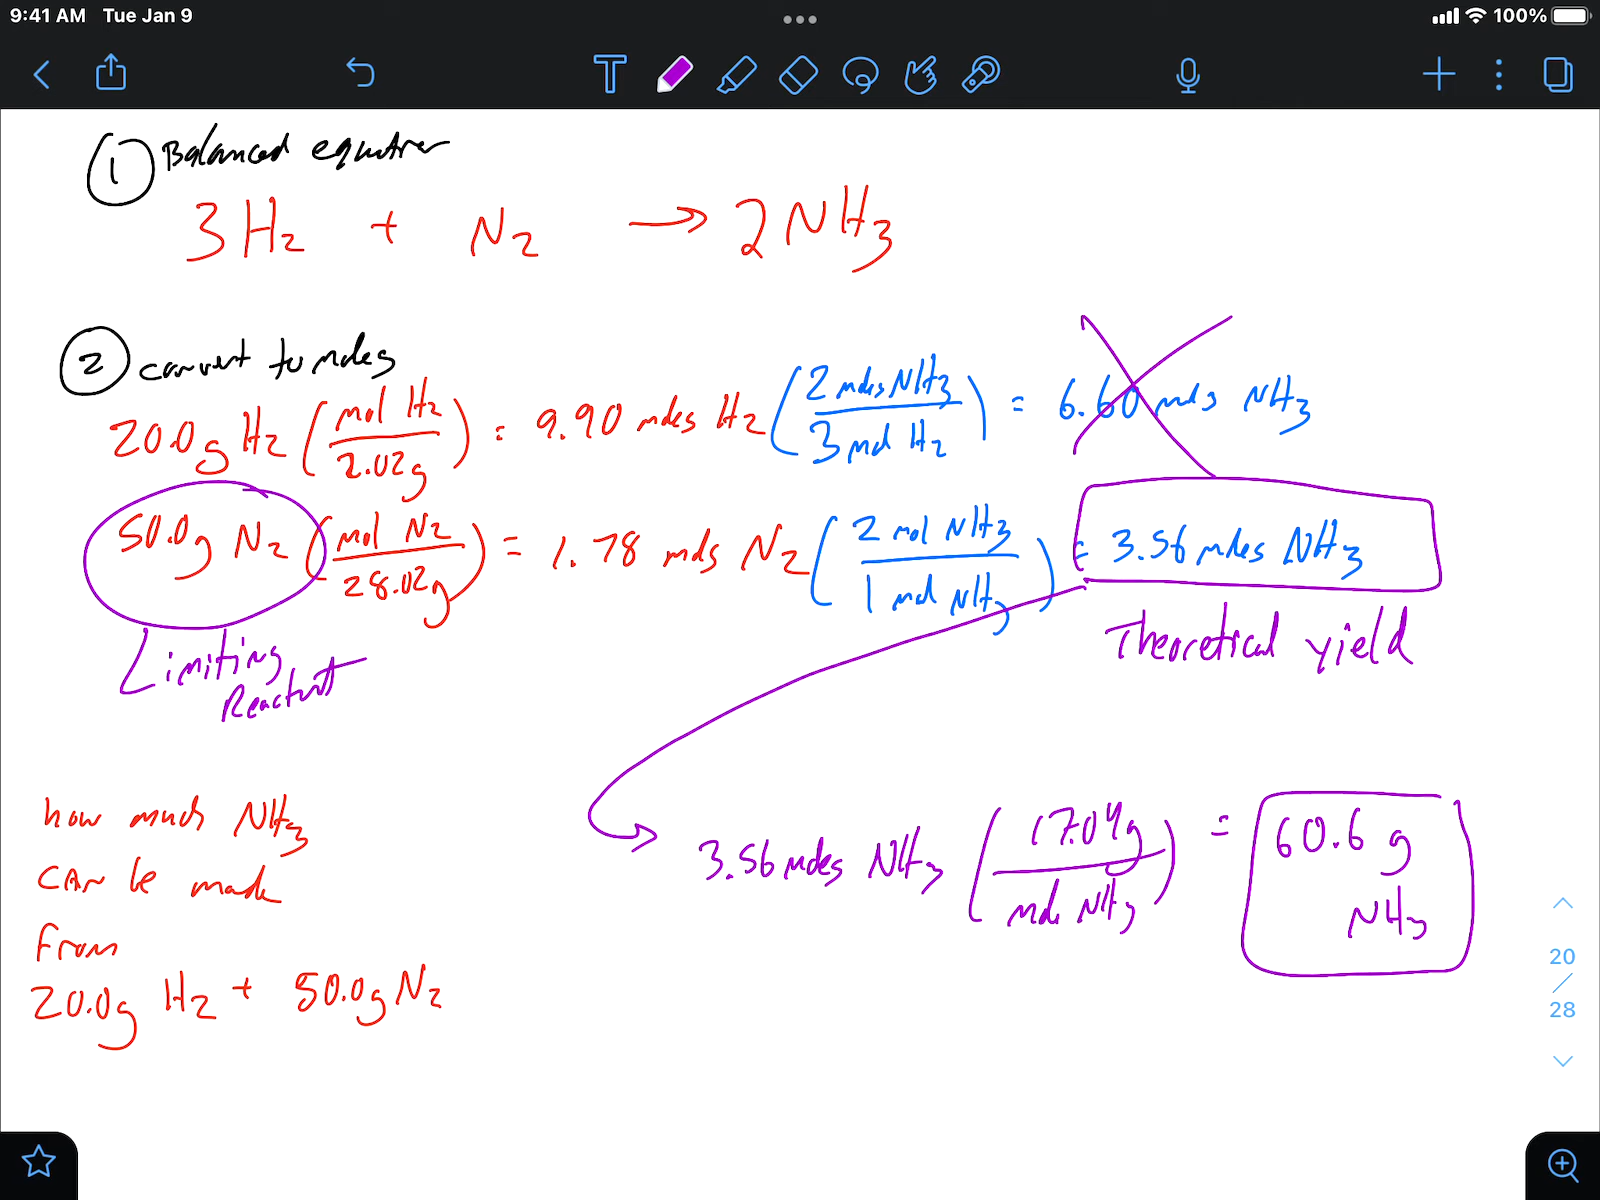 9:41 AM Tue Jan 9
100%
① Balanced equation
3H₂ + N₂ → 2NH₃
② convert to moles
20.0g H₂ (mol H₂ / 2.02g) = 9.90 moles H₂ (2 moles NH₃ / 3 mol H₂) = 6.60 mols NH₃
50.0g N₂ (mol N₂ / 28.02g) = 1.78 mols N₂ (2 mol NH₃ / 1 mol NH₃) = 3.56 moles NH₃
Limiting
Reactant
Theoretical yield
3.56 moles NH₃ (17.04g / mole NH₃) = 60.6 g
NH₃
how much NH₃
CAN be made
from
20.0g H₂ + 50.0g N₂
20
/
28